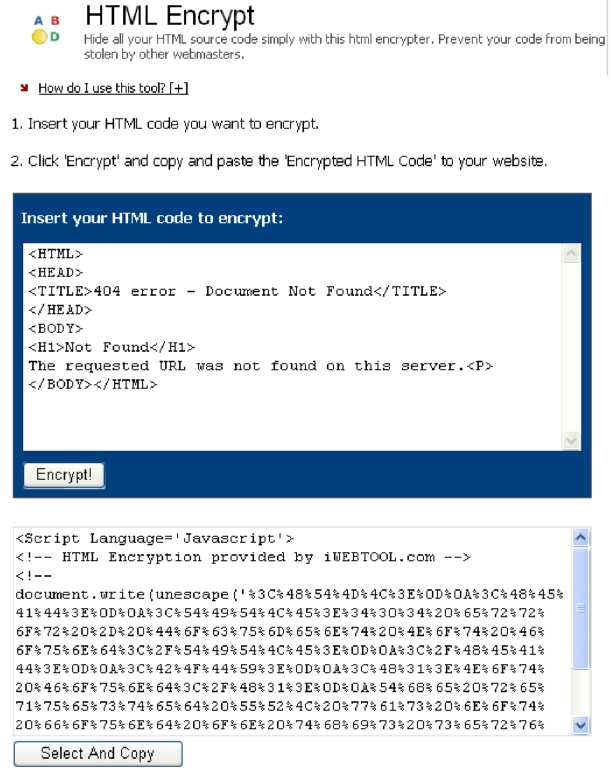 A B
D
HTML Encrypt
Hide all your HTML source code simply with this html encrypter. Prevent your code from being
stolen by other webmasters.
How do I use this tool? [+]
1. Insert your HTML code you want to encrypt.
2. Click 'Encrypt' and copy and paste the 'Encrypted HTML Code' to your website.
Insert your HTML code to encrypt:
<HTML>
<HEAD>
<TITLE>404 error - Document Not Found</TITLE>
</HEAD>
<BODY>
<H1>Not Found</H1>
The requested URL was not found on this server.<P>
</BODY></HTML>
Encrypt!
<Script Language='Javascript'>
<!-- HTML Encryption provided by iWEBTOOL.com -->
<!--
document.write(unescape('%3C%48%54%4D%4C%3E%0D%0A%3C%48%45%
41%44%3E%0D%0A%3C%54%49%54%4C%45%3E%34%30%34%20%65%72%72%
6F%72%20%2D%20%44%6F%63%75%6D%65%6E%74%20%4E%6F%74%20%46%
6F%75%6E%64%3C%2F%54%49%54%4C%45%3E%0D%0A%3C%2F%48%45%41%
44%3E%0D%0A%3C%42%4F%44%59%3E%0D%0A%3C%48%31%3E%4E%6F%74%
20%46%6F%75%6E%64%3C%2F%48%31%3E%0D%0A%54%68%65%20%72%65%
71%75%65%73%74%65%64%20%55%52%4C%20%77%61%73%20%6E%6F%74%
20%66%6F%75%6E%64%20%6F%6E%20%74%68%69%73%20%73%65%72%76%
Select And Copy